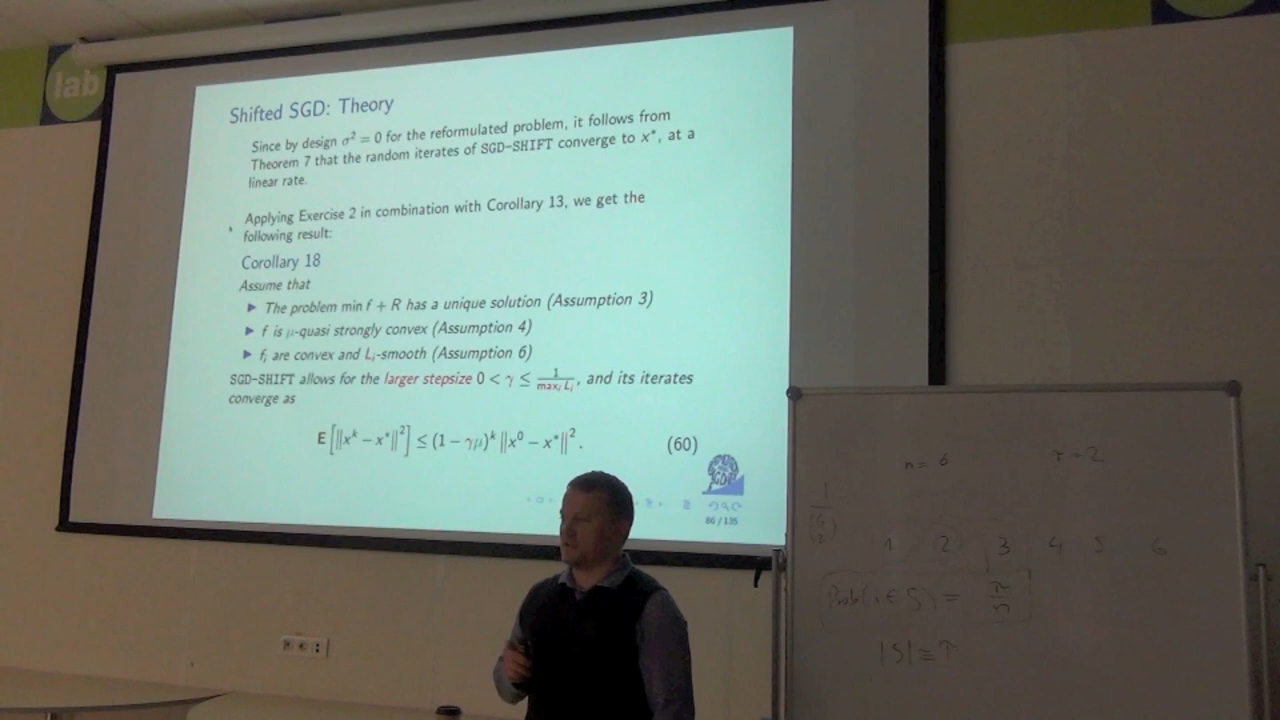 lab
Shifted SGD: Theory
Since by design σ² = 0 for the reformulated problem, it follows from
Theorem 7 that the random iterates of SGD-SHIFT converge to x*, at a
linear rate.
Applying Exercise 2 in combination with Corollary 13, we get the
following result:
Corollary 18
Assume that
▶ The problem min f + R has a unique solution (Assumption 3)
▶ f is μ-quasi strongly convex (Assumption 4)
▶ fᵢ are convex and Lᵢ-smooth (Assumption 6)
SGD-SHIFT allows for the larger stepsize 0 < γ ≤ 1/maxᵢ Lᵢ, and its iterates
converge as
E[‖xᵏ − x*‖²] ≤ (1 − γμ)ᵏ ‖x⁰ − x*‖². (60)
SGD
86 / 135
n = 6 τ = 2
1/(6 2)
1 2 3 4 5 6
Prob(i ∈ S) = τ/n
|S| ≡ τ